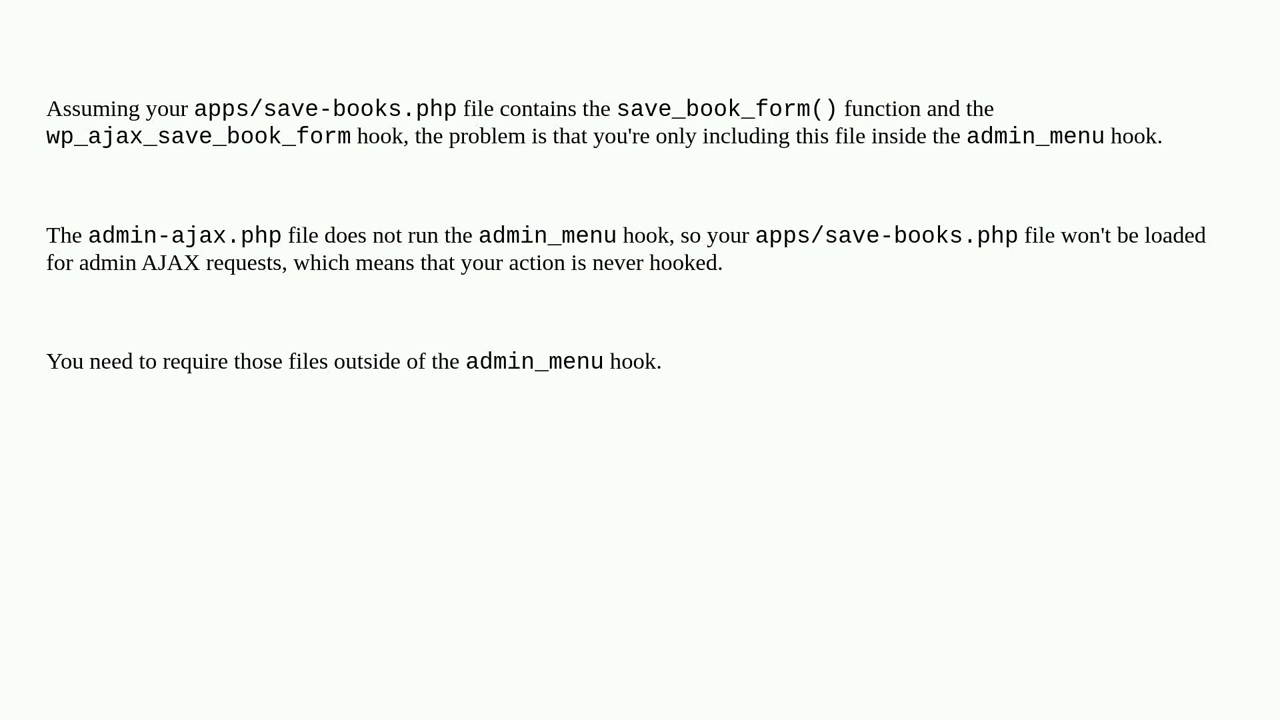 Assuming your apps/save-books.php file contains the save_book_form() function and the
wp_ajax_save_book_form hook, the problem is that you're only including this file inside the admin_menu hook.
The admin-ajax.php file does not run the admin_menu hook, so your apps/save-books.php file won't be loaded
for admin AJAX requests, which means that your action is never hooked.
You need to require those files outside of the admin_menu hook.